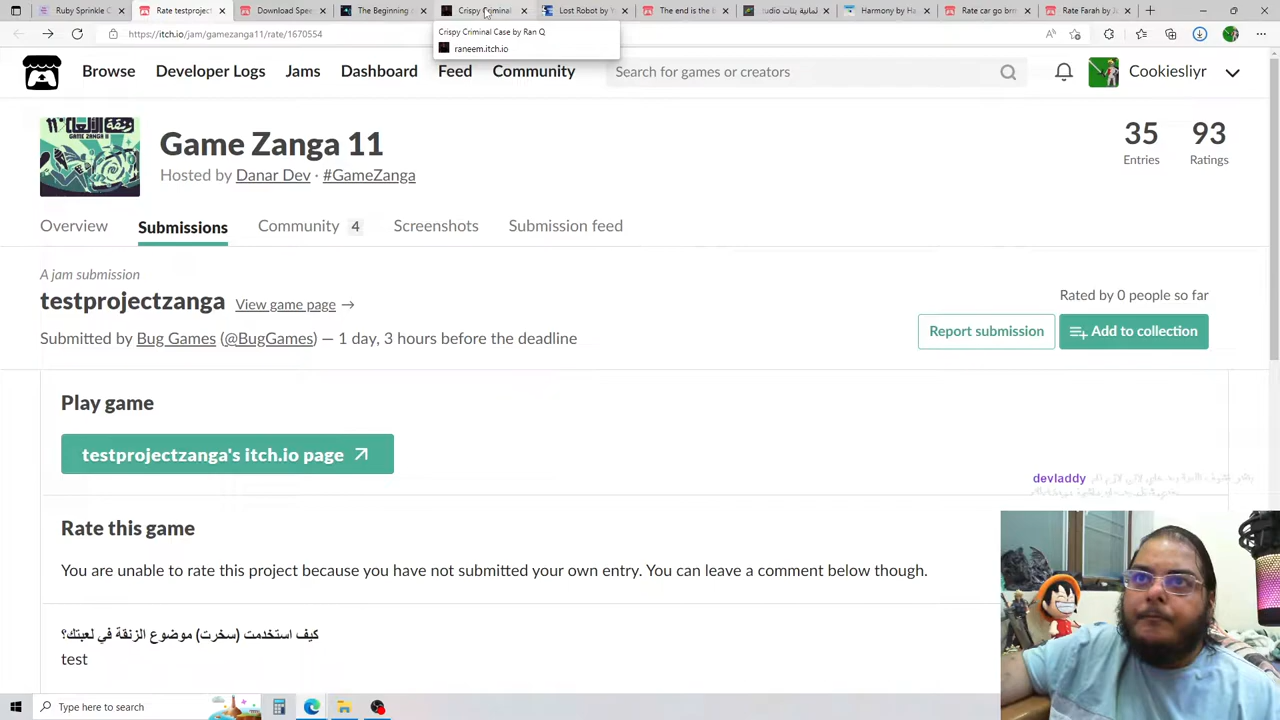 Ruby Sprinkle C
Rate testproject
Download Spee
The Beginning
Crispy Criminal
Lost Robot by Y
The end is the b
Harmony by Ha
Rate car go brr
Rate Farah by Jo
https://itch.io/jam/gamezanga11/rate/1670554
Crispy Criminal Case by Ran Q
raneem.itch.io
Browse
Developer Logs
Jams
Dashboard
Feed
Community
Search for games or creators
Cookiesliyr
Game Zanga 11
Hosted by Danar Dev · #GameZanga
35
Entries
93
Ratings
GAME ZANGA 11
Overview
Submissions
Community 4
Screenshots
Submission feed
A jam submission
testprojectzanga View game page →
Submitted by Bug Games (@BugGames) — 1 day, 3 hours before the deadline
Rated by 0 people so far
Report submission
Add to collection
Play game
testprojectzanga's itch.io page
devladdy
Rate this game
You are unable to rate this project because you have not submitted your own entry. You can leave a comment below though.
كيف استخدمت (سخرت) موضوع الزنقة في لعبتك؟
test
Type here to search